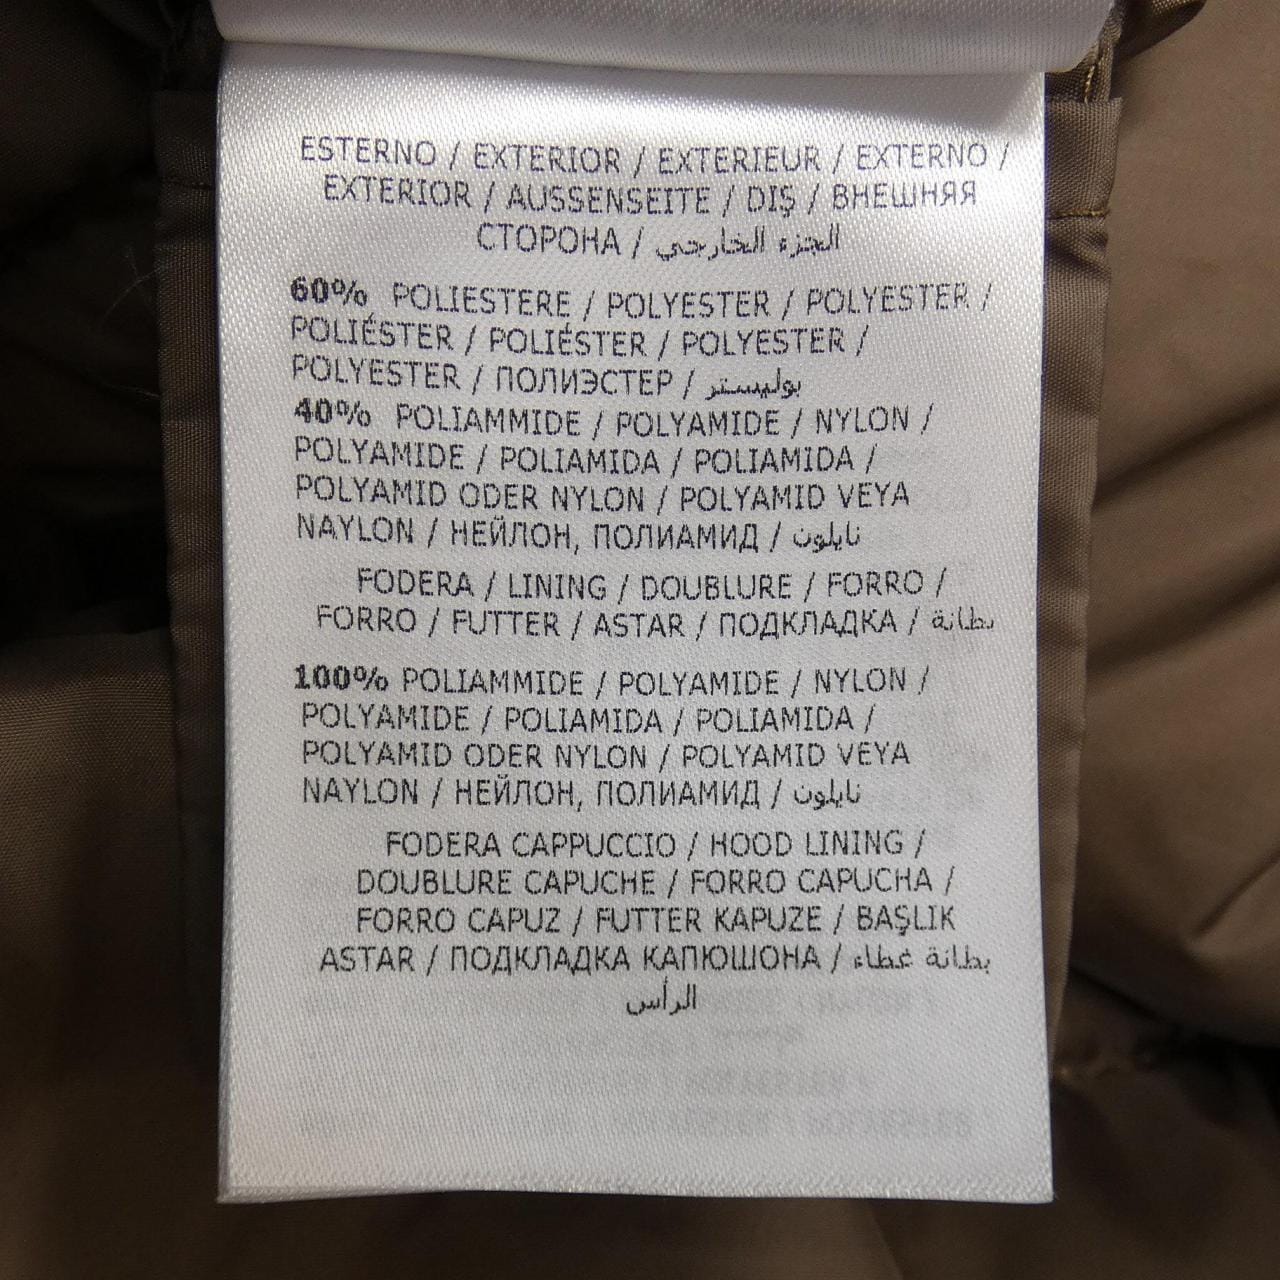 ESTERNO / EXTERIOR / EXTERIEUR / EXTERNO /
EXTERIOR / AUSSENSEITE / DIŞ / ВНЕШНЯЯ
СТОРОНА / الجزء الخارجي
60% POLIESTERE / POLYESTER / POLYESTER /
POLIÉSTER / POLIÉSTER / POLYESTER /
POLYESTER / ПОЛИЭСТЕР / بوليستر
40% POLIAMMIDE / POLYAMIDE / NYLON /
POLYAMIDE / POLIAMIDA / POLIAMIDA /
POLYAMID ODER NYLON / POLYAMID VEYA
NAYLON / НЕЙЛОН, ПОЛИАМИД / نايلون
FODERA / LINING / DOUBLURE / FORRO /
FORRO / FUTTER / ASTAR / ПОДКЛАДКА / بطانة
100% POLIAMMIDE / POLYAMIDE / NYLON /
POLYAMIDE / POLIAMIDA / POLIAMIDA /
POLYAMID ODER NYLON / POLYAMID VEYA
NAYLON / НЕЙЛОН, ПОЛИАМИД / نايلون
FODERA CAPPUCCIO / HOOD LINING /
DOUBLURE CAPUCHE / FORRO CAPUCHA /
FORRO CAPUZ / FUTTER KAPUZE / BAŞLIK
ASTAR / ПОДКЛАДКА КАПЮШОНА / بطانة غطاء
الرأس